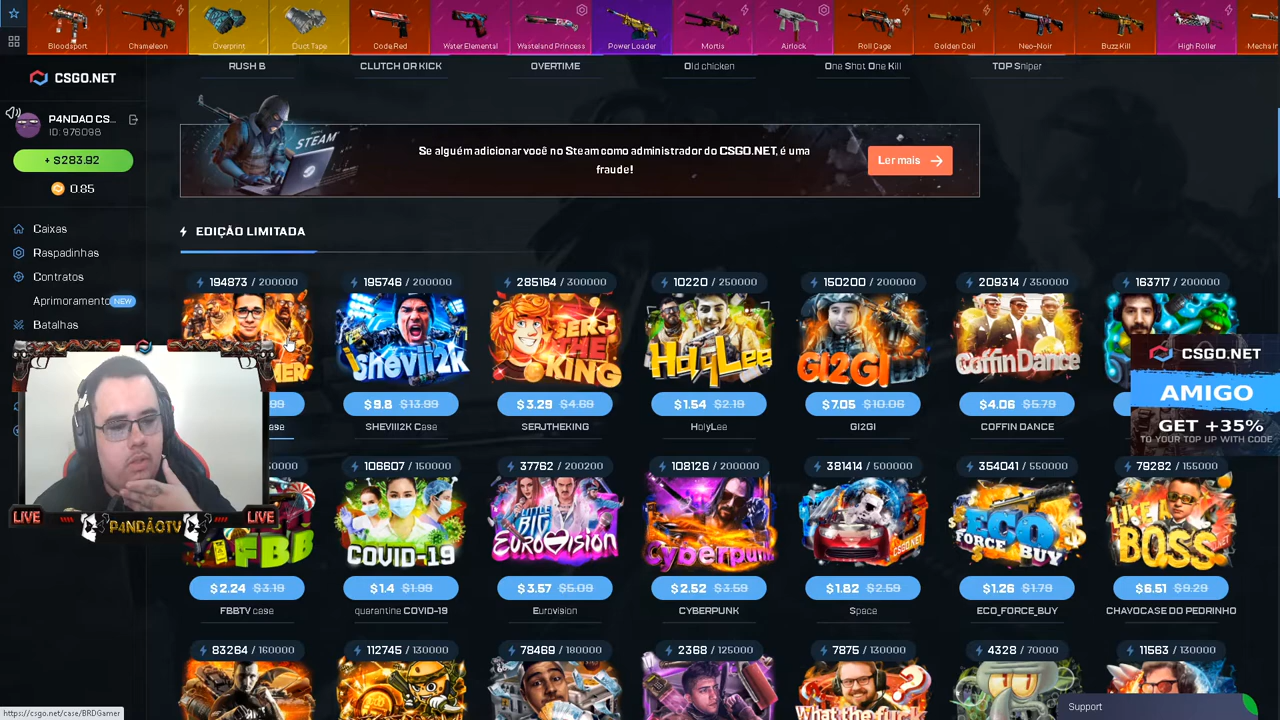 Bloodsport
Chameleon
Overprint
Duct Tape
Code Red
Water Elemental
Wasteland Princess
Power Loader
Mortis
Airlock
Roll Cage
Golden Coil
Neo-Noir
Buzz Kill
High Roller
Mecha In
CSGO.NET
RUSH B
CLUTCH OR KICK
OVERTIME
Old chicken
One Shot One Kill
TOP Sniper
P4NDAO CS...
ID: 976098
+ $283.92
0.85
STEAM
Se alguém adicionar você no Steam como administrador do CSGO.NET, é uma
fraude!
Ler mais
Caixas
Raspadinhas
Contratos
Aprimoramento NEW
Batalhas
EDIÇÃO LIMITADA
194873 / 200000
195746 / 200000
285164 / 300000
10220 / 250000
150200 / 200000
209314 / 350000
163717 / 200000
Shevii2k
SERJ THE KING
HolyLee
GI2GI
Coffin Dance
$9.8 $13.99
$3.29 $4.69
$1.54 $2.19
$7.05 $10.06
$4.06 $5.79
SHEVIII2K Case
SERJTHEKING
HolyLee
GI2GI
COFFIN DANCE
CSGO.NET
AMIGO
GET +35%
TO YOUR TOP UP WITH CODE
106607 / 150000
37762 / 200200
108126 / 200000
381414 / 500000
354041 / 550000
79282 / 155000
FBB
COVID-19
LITTLE BIG
EUROVISION
Cyberpunk
CSGO.NET
ECO
FORCE BUY
LIKE A
BOSS
LIVE
P4NDÃOTV
LIVE
$2.24 $3.19
$1.4 $1.99
$3.57 $5.09
$2.52 $3.59
$1.82 $2.59
$1.26 $1.79
$6.51 $9.29
FBBTV case
quarantine COVID-19
Eurovision
CYBERPUNK
Space
ECO_FORCE_BUY
CHAVOCASE DO PEDRINHO
83264 / 160000
112745 / 130000
78469 / 180000
2368 / 125000
7875 / 130000
4328 / 70000
11563 / 130000
What the fuck
Support
https://csgo.net/case/BRDGamer